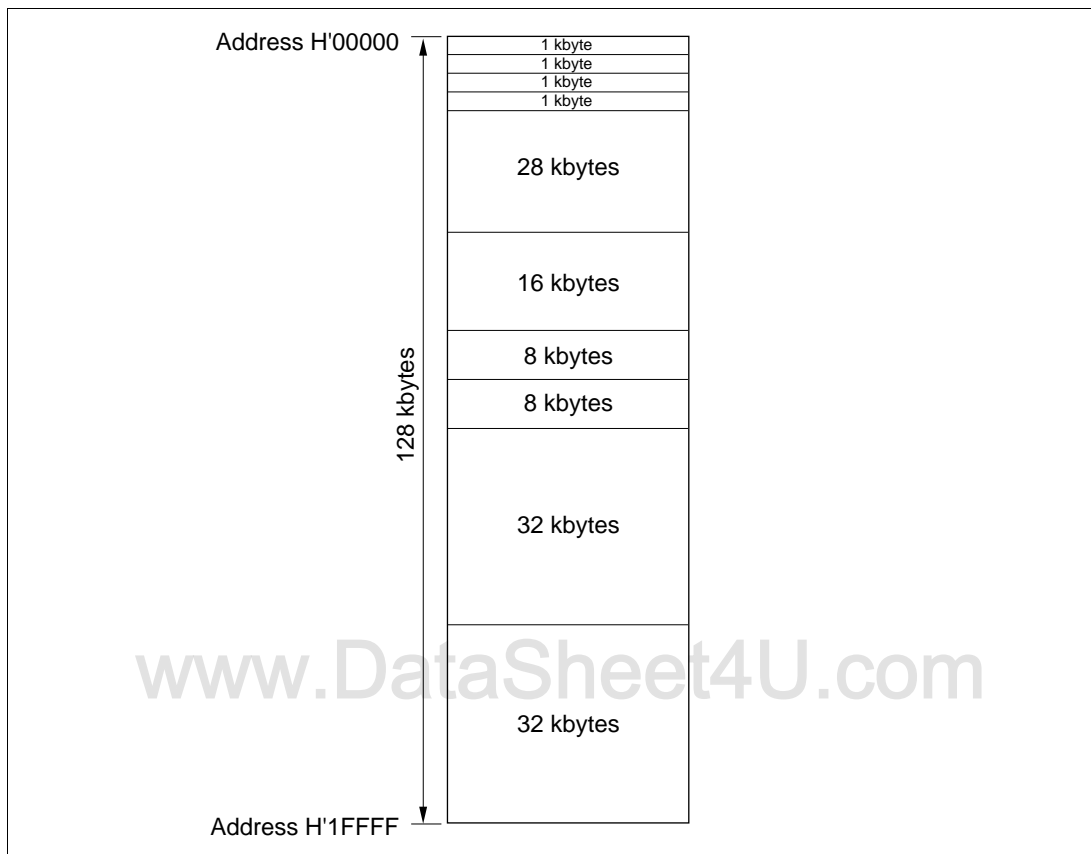 Address H'00000
1 kbyte
1 kbyte
1 kbyte
1 kbyte
28 kbytes
16 kbytes
8 kbytes
128 kbytes
8 kbytes
32 kbytes
www.DataSheet4U.com
32 kbytes
Address H'1FFFF